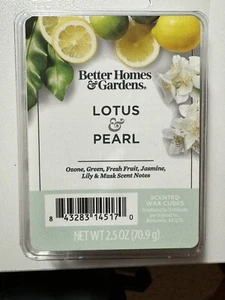 Better Homes
& Gardens®
LOTUS
&
PEARL
Ozone, Green, Fresh Fruit, Jasmine,
Lily & Musk Scent Notes
SCENTED
WAX CUBES
8 43283 14517 0
NET WT 2.5 OZ (70.9 g)